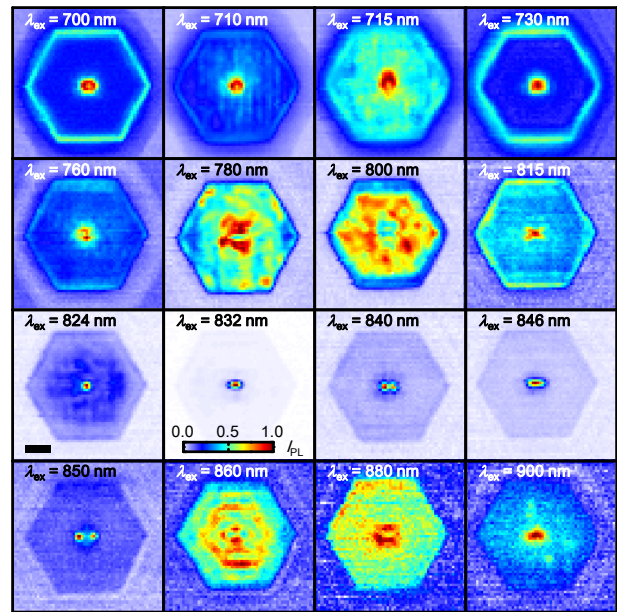 λex = 700 nm
λex = 710 nm
λex = 715 nm
λex = 730 nm
λex = 760 nm
λex = 780 nm
λex = 800 nm
λex = 815 nm
λex = 824 nm
λex = 832 nm
λex = 840 nm
λex = 846 nm
0.0 0.5 1.0 IPL
λex = 850 nm
λex = 860 nm
λex = 880 nm
λex = 900 nm